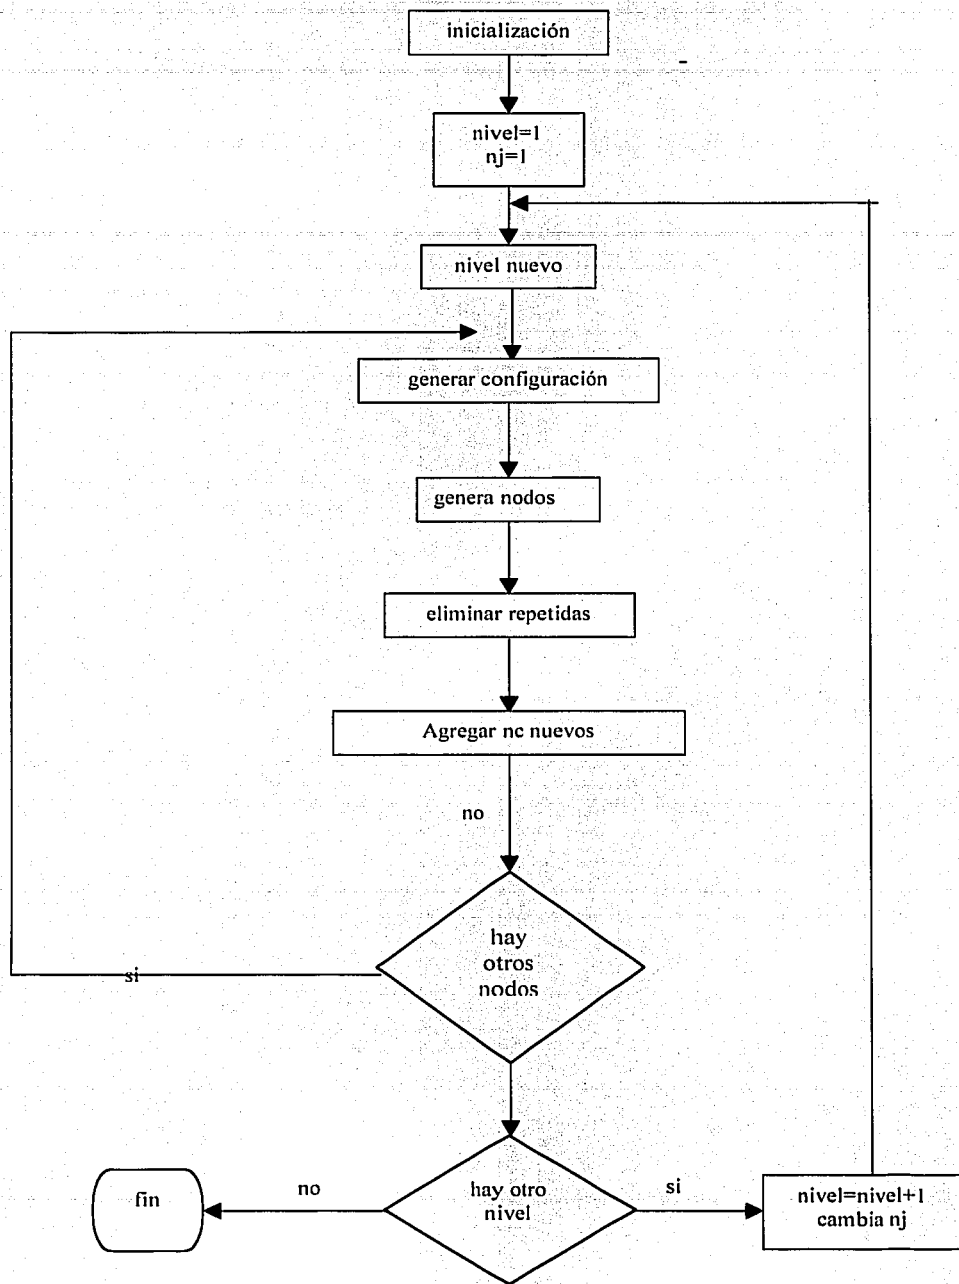 inicialización
nivel=1
nj=1
nivel nuevo
generar configuración
genera nodos
eliminar repetidas
Agregar nc nuevos
no
hay
otros
nodos
si
fin
no
hay otro
nivel
si
nivel=nivel+1
cambia nj